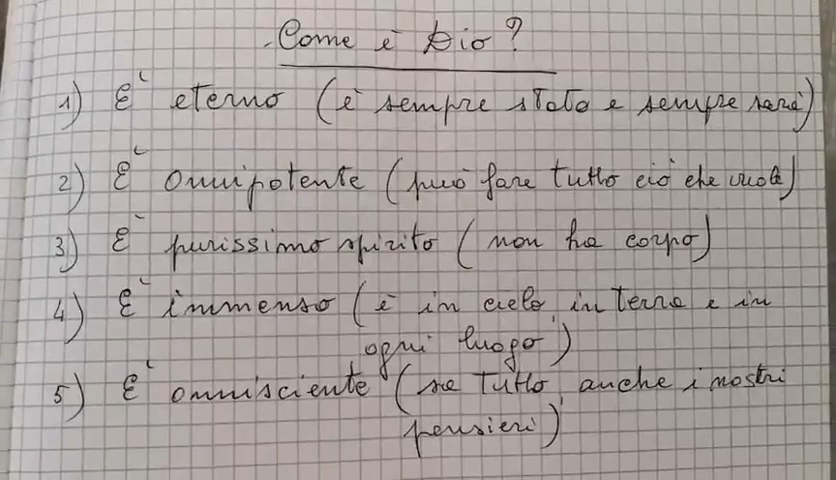 Come è Dio?
1) E' eterno (è sempre stato e sempre sarà)
2) E' onnipotente (può fare tutto ciò che vuole)
3) E' purissimo spirito (non ha corpo)
4) E' immenso (è in cielo, in terra e in
ogni luogo)
5) E' onnisciente (sa tutto, anche i nostri
pensieri)